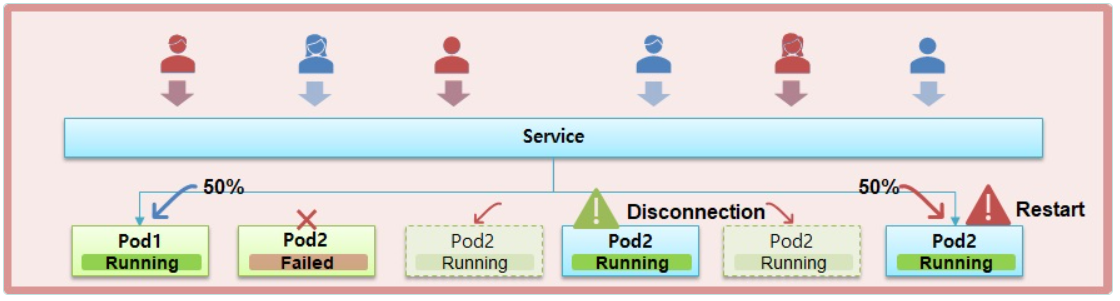 Service
50%
50%
Disconnection
Restart
Pod1
Running
Pod2
Failed
Pod2
Running
Pod2
Running
Pod2
Running
Pod2
Running